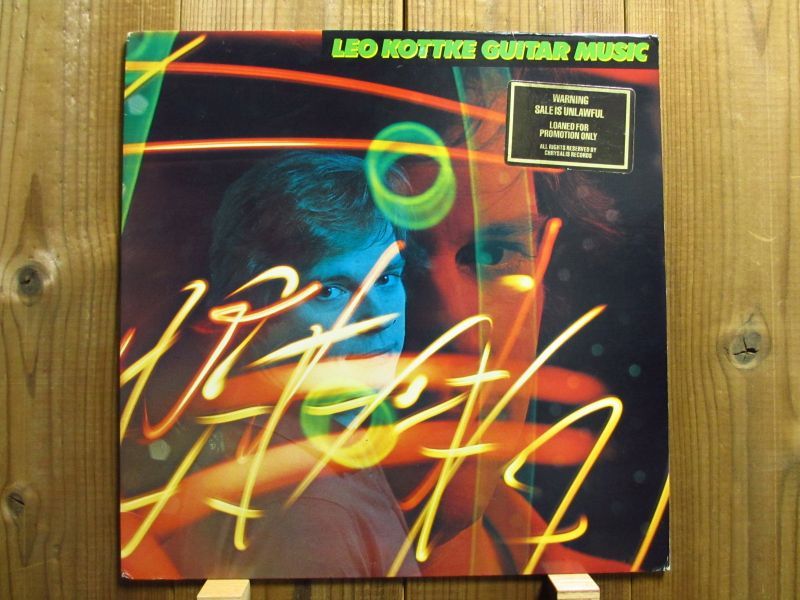 LEO KOTTKE GUITAR MUSIC
WARNING
SALE IS UNLAWFUL
LOANED FOR
PROMOTION ONLY
ALL RIGHTS RESERVED BY
CHRYSALIS RECORDS